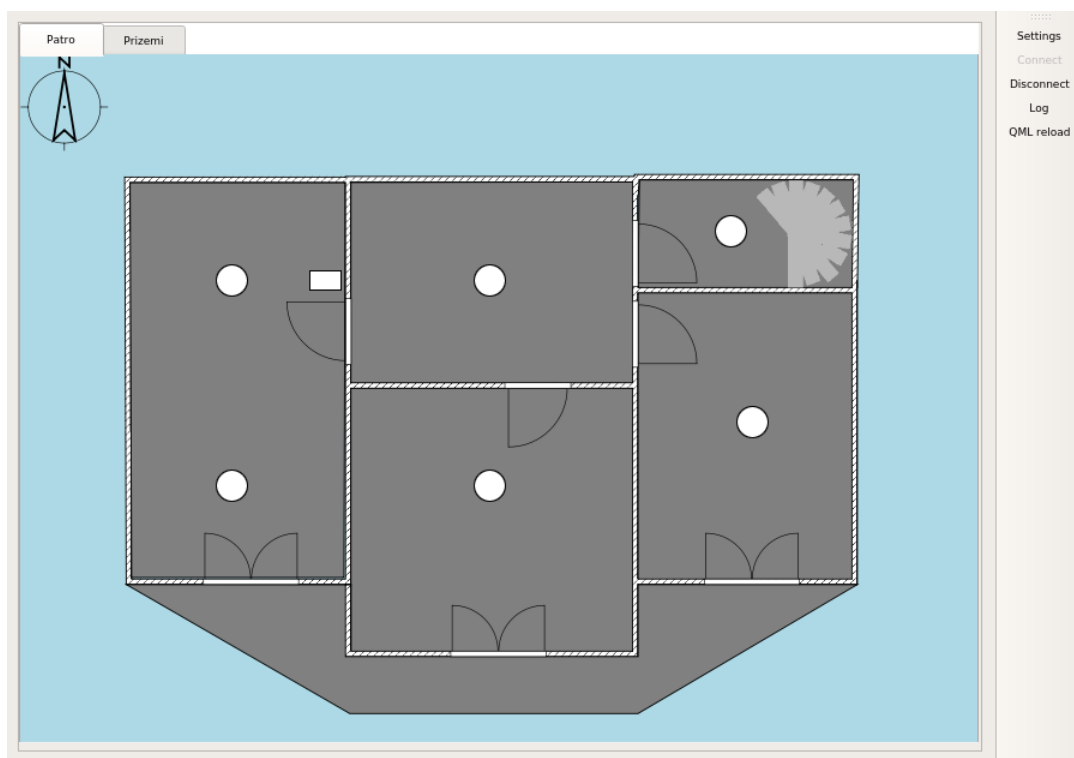 Patro
Prizemi
N
Settings
Connect
Disconnect
Log
QML reload